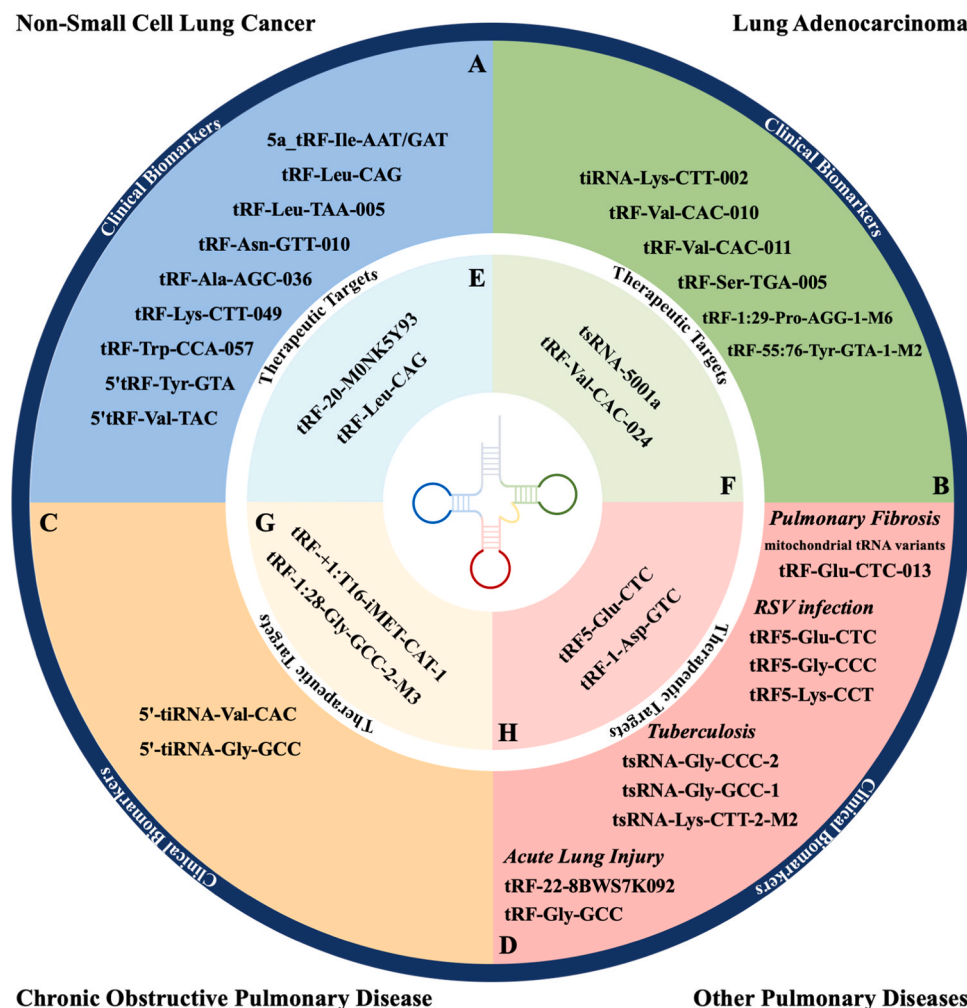 Non-Small Cell Lung Cancer
Lung Adenocarcinoma
A
Clinical Biomarkers
5a_tRF-Ile-AAT/GAT
tRF-Leu-CAG
tRF-Leu-TAA-005
tRF-Asn-GTT-010
tRF-Ala-AGC-036
tRF-Lys-CTT-049
tRF-Trp-CCA-057
5'tRF-Tyr-GTA
5'tRF-Val-TAC
Clinical Biomarkers
tiRNA-Lys-CTT-002
tRF-Val-CAC-010
tRF-Val-CAC-011
tRF-Ser-TGA-005
tRF-1:29-Pro-AGG-1-M6
tRF-55:76-Tyr-GTA-1-M2
B
Therapeutic Targets
E
tRF-20-M0NK5Y93
tRF-Leu-CAG
Therapeutic Targets
tsRNA-5001a
tRF-Val-CAC-024
F
C
G
tRF-+1:T16-iMET-CAT-1
tRF-1:28-Gly-GCC-2-M3
Therapeutic Targets
5'-tiRNA-Val-CAC
5'-tiRNA-Gly-GCC
Clinical Biomarkers
tRF5-Glu-CTC
tRF-1-Asp-GTC
H
Therapeutic Targets
Pulmonary Fibrosis
mitochondrial tRNA variants
tRF-Glu-CTC-013
RSV infection
tRF5-Glu-CTC
tRF5-Gly-CCC
tRF5-Lys-CCT
Tuberculosis
tsRNA-Gly-CCC-2
tsRNA-Gly-GCC-1
tsRNA-Lys-CTT-2-M2
Acute Lung Injury
tRF-22-8BWS7K092
tRF-Gly-GCC
D
Clinical Biomarkers
Chronic Obstructive Pulmonary Disease
Other Pulmonary Diseases